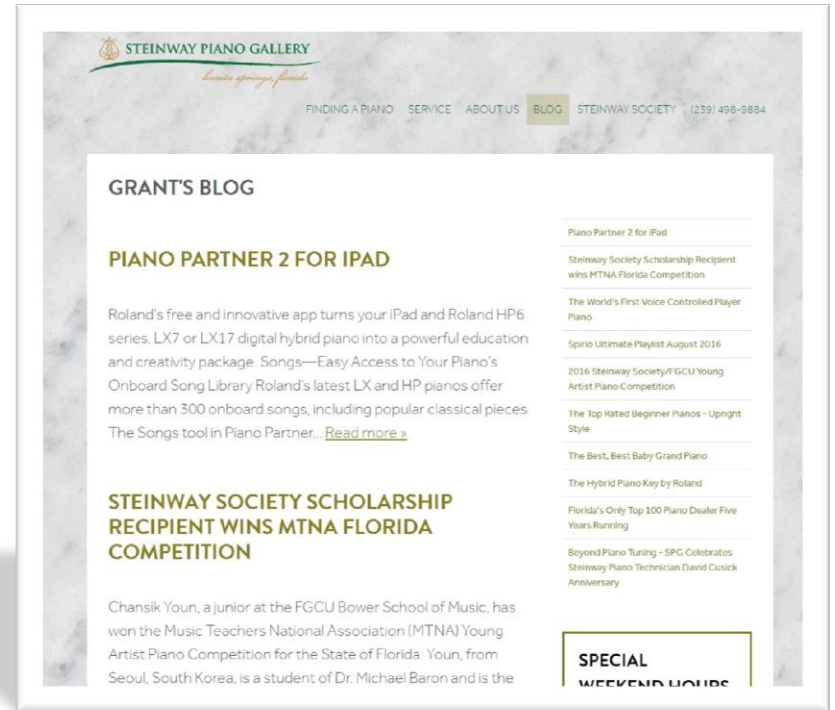 STEINWAY PIANO GALLERY
bonita springs, florida
FINDING A PIANO SERVICE ABOUT US BLOG STEINWAY SOCIETY (239) 498-9884
GRANT'S BLOG
PIANO PARTNER 2 FOR IPAD
Roland's free and innovative app turns your iPad and Roland HP6
series, LX7 or LX17 digital hybrid piano into a powerful education
and creativity package. Songs—Easy Access to Your Piano's
Onboard Song Library Roland's latest LX and HP pianos offer
more than 300 onboard songs, including popular classical pieces.
The Songs tool in Piano Partner... Read more »
STEINWAY SOCIETY SCHOLARSHIP
RECIPIENT WINS MTNA FLORIDA
COMPETITION
Chansik Youn, a junior at the FGCU Bower School of Music, has
won the Music Teachers National Association (MTNA) Young
Artist Piano Competition for the State of Florida. Youn, from
Seoul, South Korea, is a student of Dr. Michael Baron and is the
Piano Partner 2 for iPad
Steinway Society Scholarship Recipient
wins MTNA Florida Competition
The World's First Voice Controlled Player
Piano
Spirio Ultimate Playlist August 2016
2016 Steinway Society/FGCU Young
Artist Piano Competition
The Top Rated Beginner Pianos - Upright
Style
The Best, Best Baby Grand Piano
The Hybrid Piano Key by Roland
Florida's Only Top 100 Piano Dealer Five
Years Running
Beyond Piano Tuning - SPG Celebrates
Steinway Piano Technician David Cusick
Anniversary
SPECIAL
WEEKEND HOURS